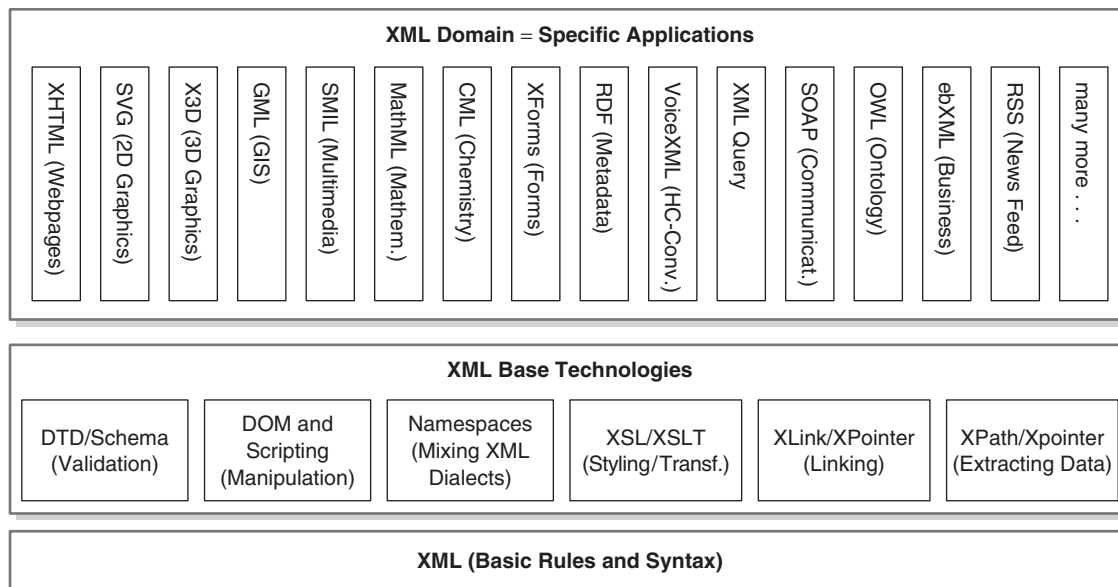 XML Domain = Specific Applications
XHTML (Webpages)
SVG (2D Graphics)
X3D (3D Graphics)
GML (GIS)
SMIL (Multimedia)
MathML (Mathem.)
CML (Chemistry)
XForms (Forms)
RDF (Metadata)
VoiceXML (HC-Conv.)
XML Query
SOAP (Communicat.)
OWL (Ontology)
ebXML (Business)
RSS (News Feed)
many more . . .
XML Base Technologies
DTD/Schema
(Validation)
DOM and
Scripting
(Manipulation)
Namespaces
(Mixing XML
Dialects)
XSL/XSLT
(Styling/Transf.)
XLink/XPointer
(Linking)
XPath/Xpointer
(Extracting Data)
XML (Basic Rules and Syntax)